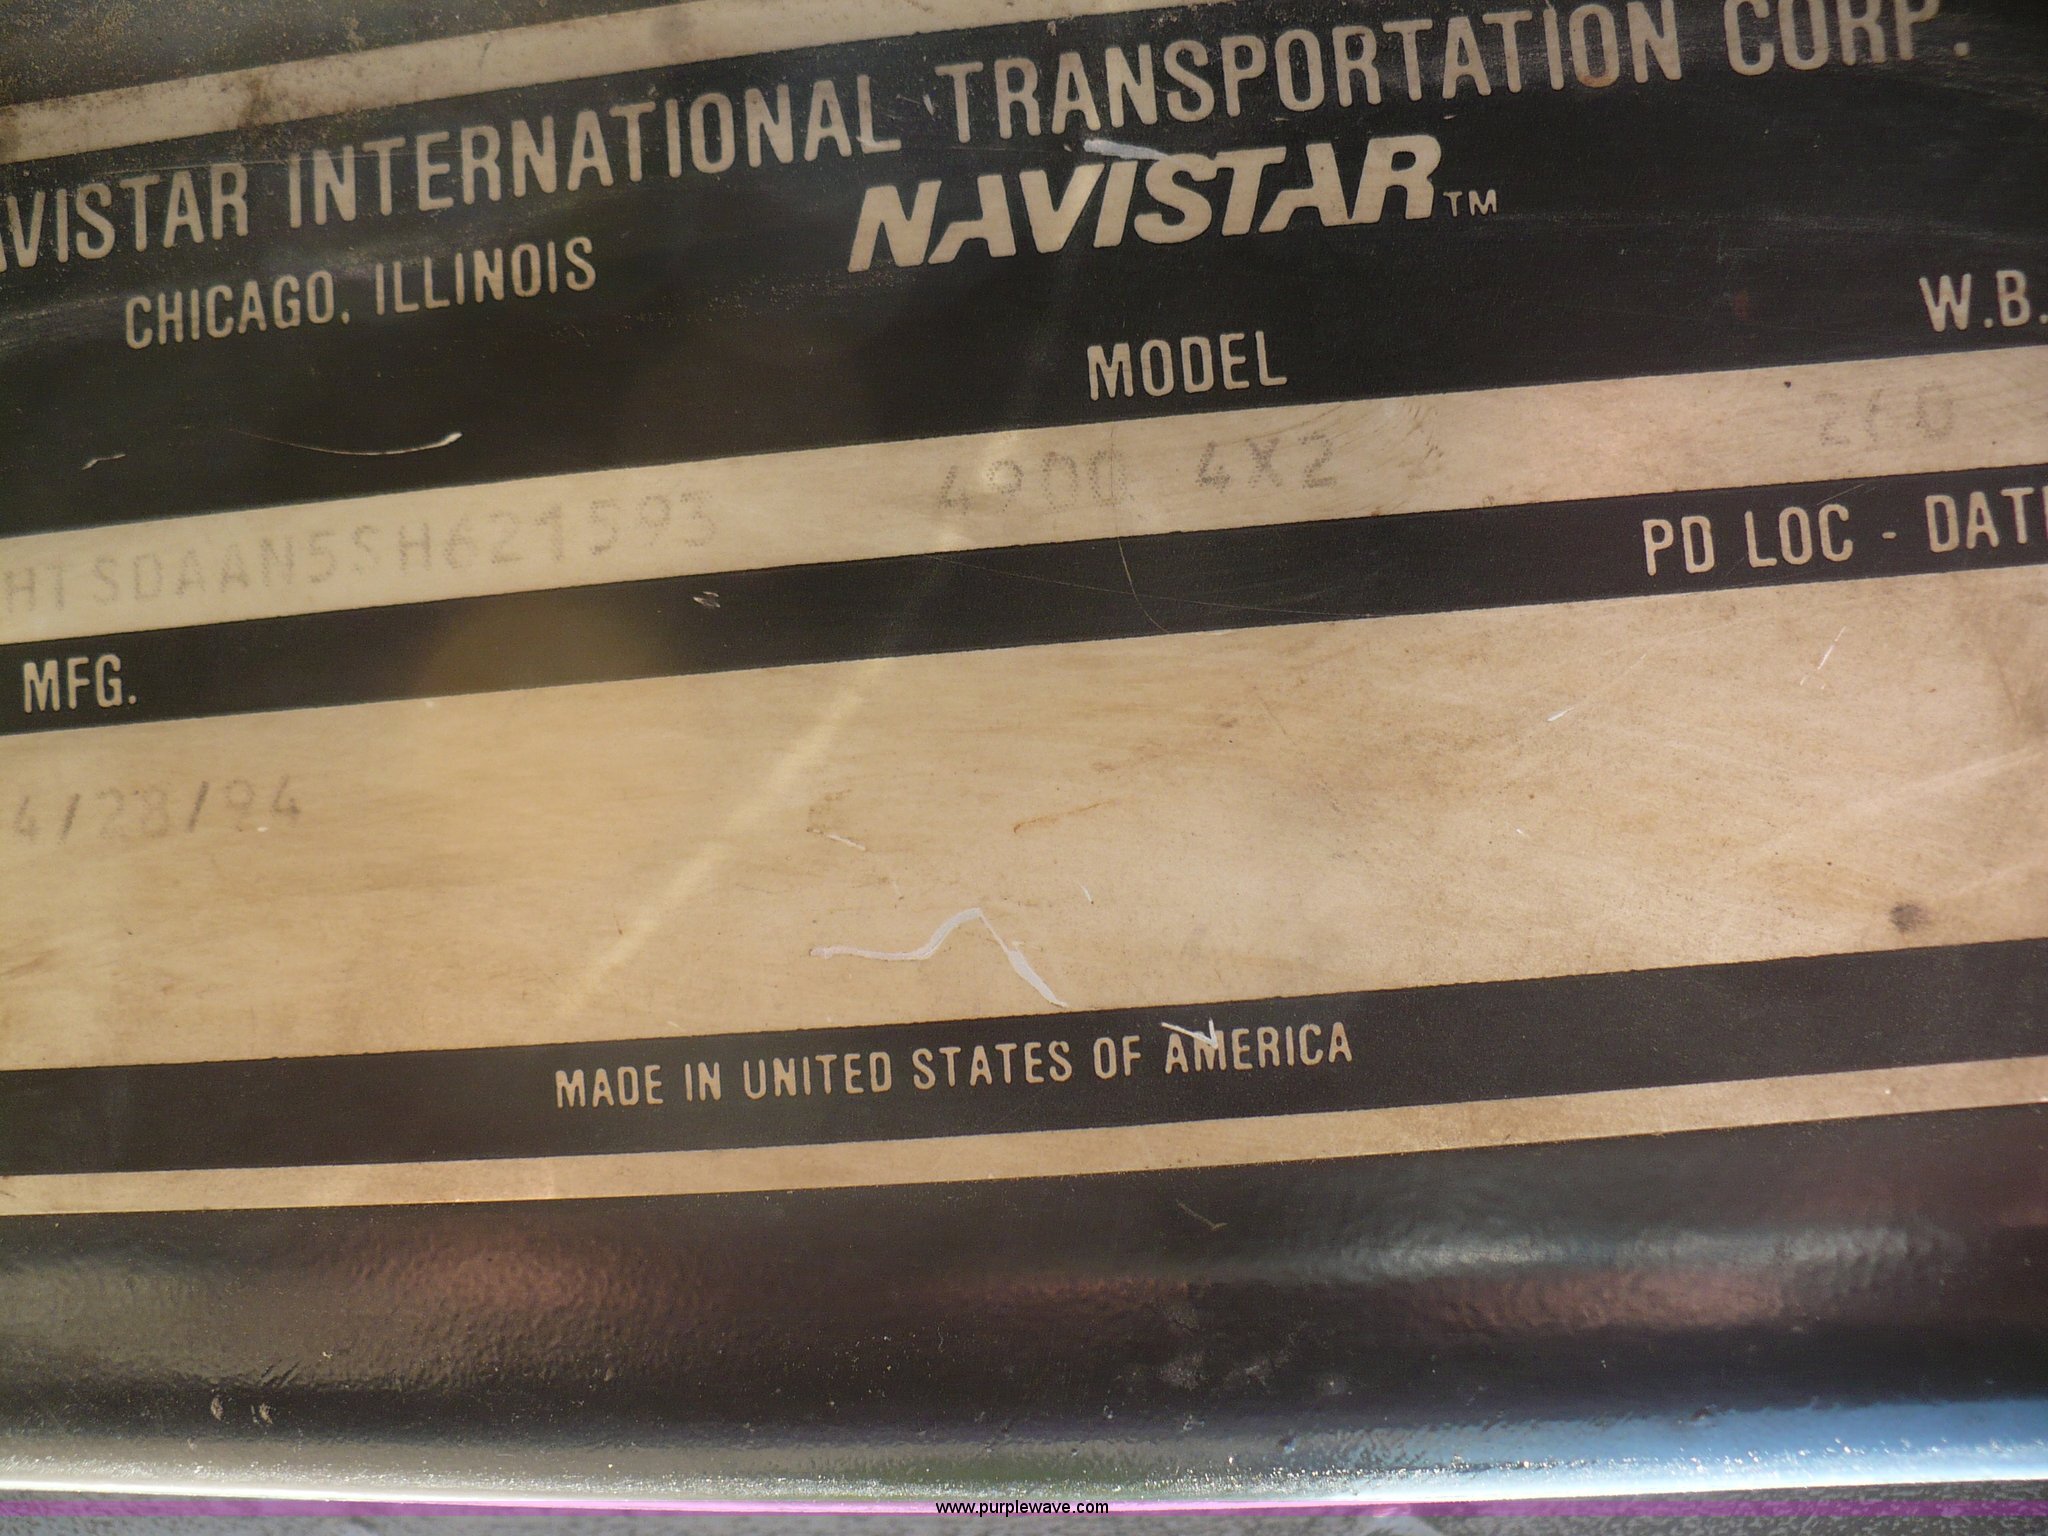 AVISTAR INTERNATIONAL TRANSPORTATION CORP.
CHICAGO, ILLINOIS
NAVISTAR™
MODEL
W.B.
HTSDAAN5SH621593 4900 4X2
MFG.
PD LOC - DATE
4/28/94
MADE IN UNITED STATES OF AMERICA
www.purplewave.com